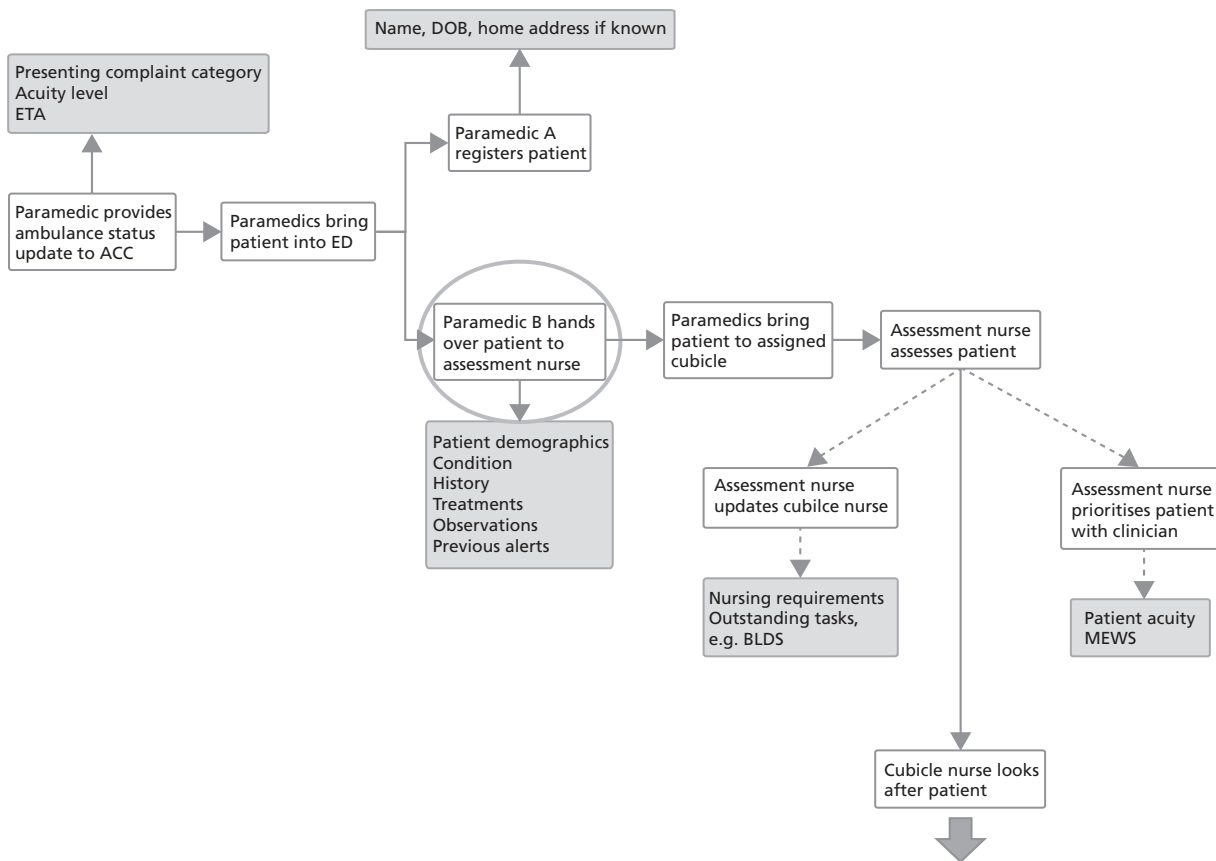 Name, DOB, home address if known
Presenting complaint category
Acuity level
ETA
Paramedic A
registers patient
Paramedic provides
ambulance status
update to ACC
Paramedics bring
patient into ED
Paramedic B hands
over patient to
assessment nurse
Paramedics bring
patient to assigned
cubicle
Assessment nurse
assesses patient
Patient demographics
Condition
History
Treatments
Observations
Previous alerts
Assessment nurse
updates cubilce nurse
Assessment nurse
prioritises patient
with clinician
Nursing requirements
Outstanding tasks,
e.g. BLDS
Patient acuity
MEWS
Cubicle nurse looks
after patient